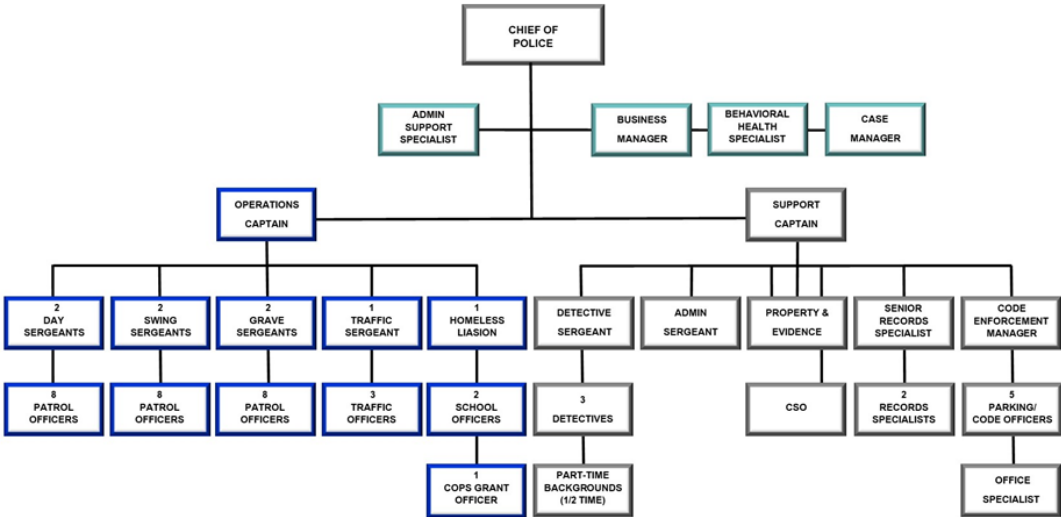 CHIEF OF
POLICE
ADMIN
SUPPORT
SPECIALIST
BUSINESS
MANAGER
BEHAVIORAL
HEALTH
SPECIALIST
CASE
MANAGER
OPERATIONS
CAPTAIN
SUPPORT
CAPTAIN
2
DAY
SERGEANTS
2
SWING
SERGEANTS
2
GRAVE
SERGEANTS
1
TRAFFIC
SERGEANT
1
HOMELESS
LIASION
DETECTIVE
SERGEANT
ADMIN
SERGEANT
PROPERTY &
EVIDENCE
SENIOR
RECORDS
SPECIALIST
CODE
ENFORCEMENT
MANAGER
8
PATROL
OFFICERS
8
PATROL
OFFICERS
8
PATROL
OFFICERS
3
TRAFFIC
OFFICERS
2
SCHOOL
OFFICERS
3
DETECTIVES
CSO
2
RECORDS
SPECIALISTS
5
PARKING/
CODE OFFICERS
1
COPS GRANT
OFFICER
PART-TIME
BACKGROUNDS
(1/2 TIME)
OFFICE
SPECIALIST